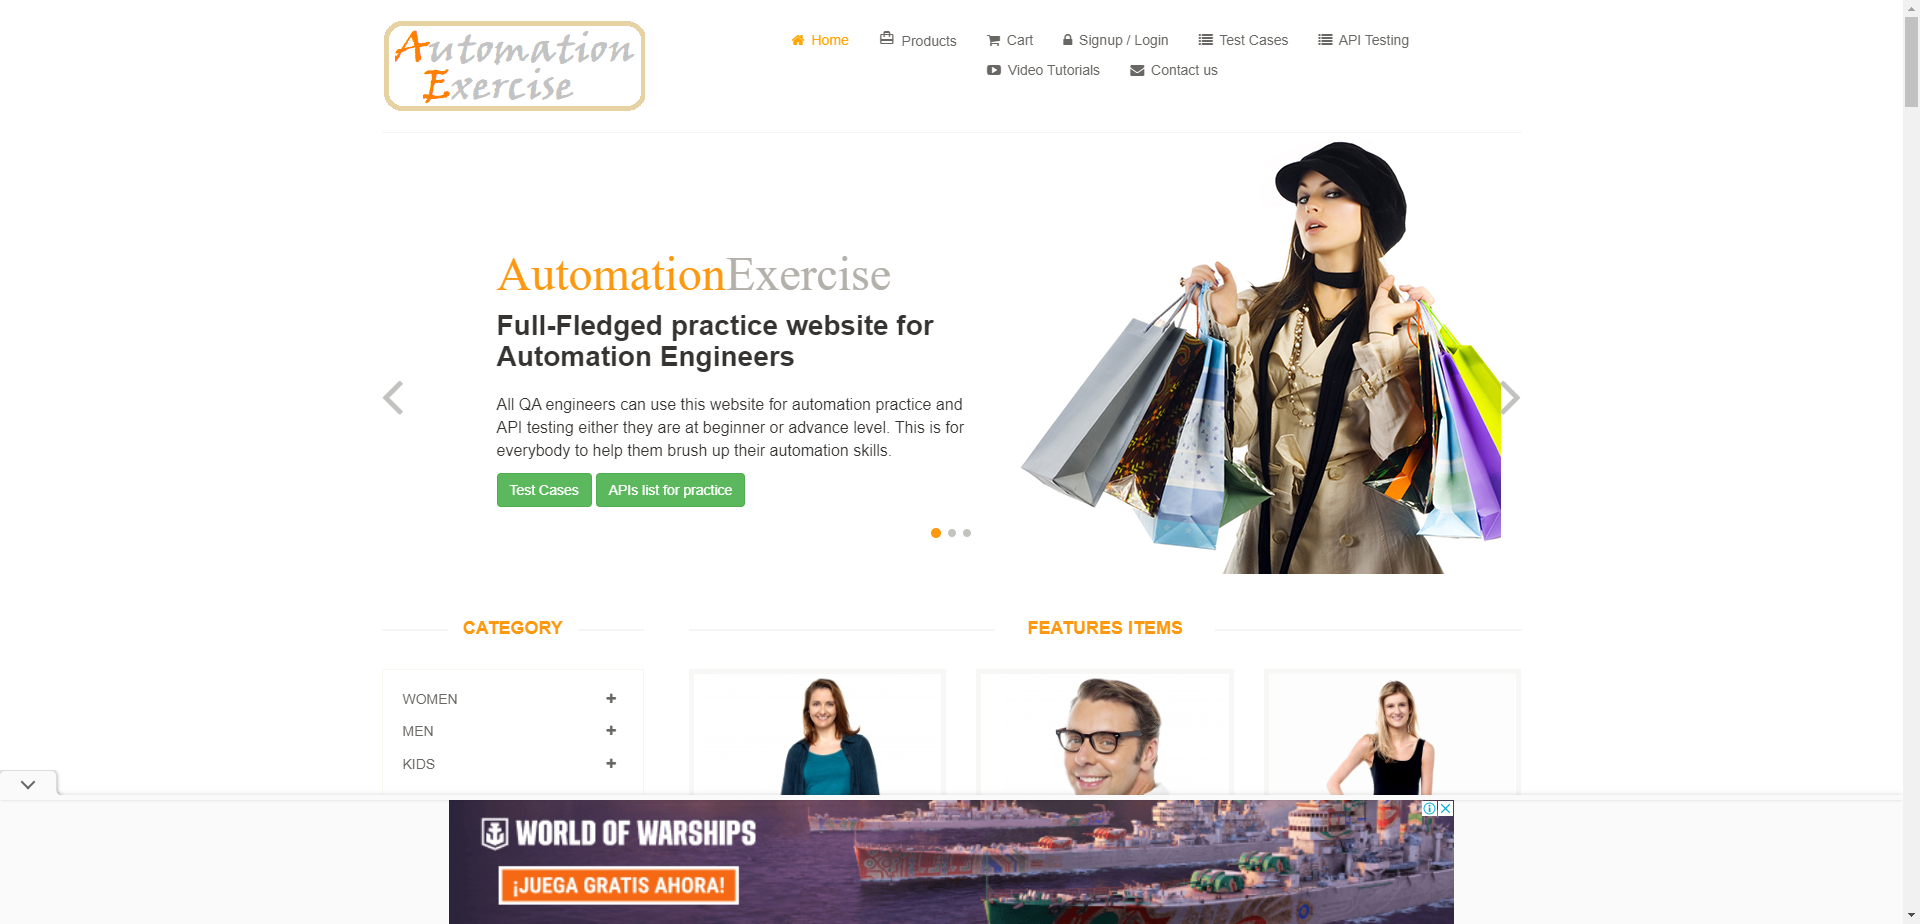 Automation
Exercise
Home
Products
Cart
Signup / Login
Test Cases
API Testing
Video Tutorials
Contact us
AutomationExercise
Full-Fledged practice website for
Automation Engineers
All QA engineers can use this website for automation practice and
API testing either they are at beginner or advance level. This is for
everybody to help them brush up their automation skills.
Test Cases
APIs list for practice
CATEGORY
FEATURES ITEMS
WOMEN
MEN
KIDS
WORLD OF WARSHIPS
¡JUEGA GRATIS AHORA!